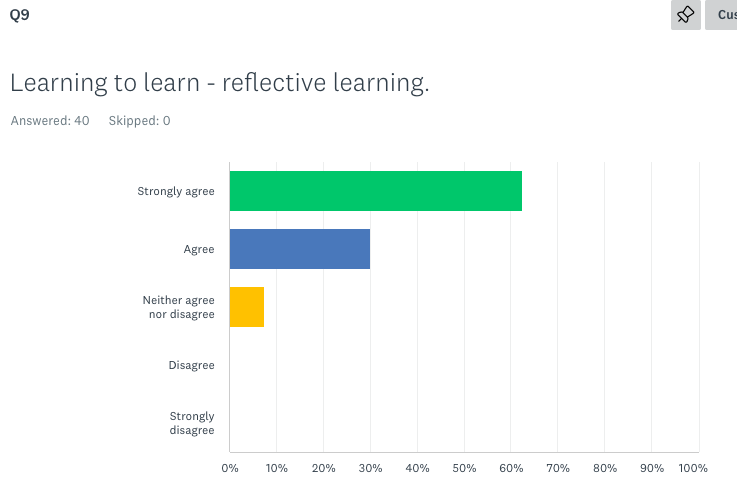 Q9
Cus
Learning to learn - reflective learning.
Answered: 40 Skipped: 0
Strongly agree
Agree
Neither agree
nor disagree
Disagree
Strongly
disagree
0% 10% 20% 30% 40% 50% 60% 70% 80% 90% 100%